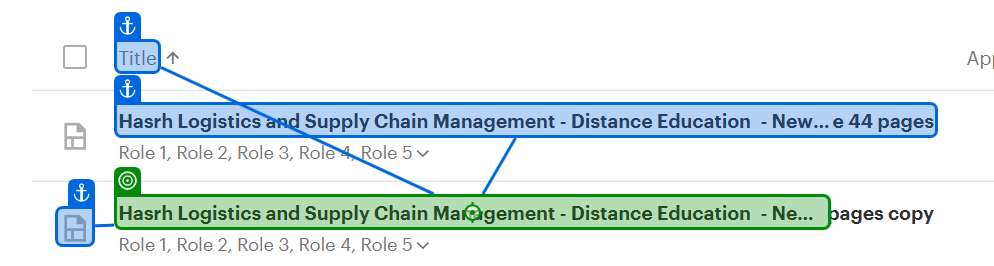 Title ↑ App
Hasrh Logistics and Supply Chain Management - Distance Education - New... e 44 pages
Role 1, Role 2, Role 3, Role 4, Role 5
Hasrh Logistics and Supply Chain Management - Distance Education - Ne... pages copy
Role 1, Role 2, Role 3, Role 4, Role 5